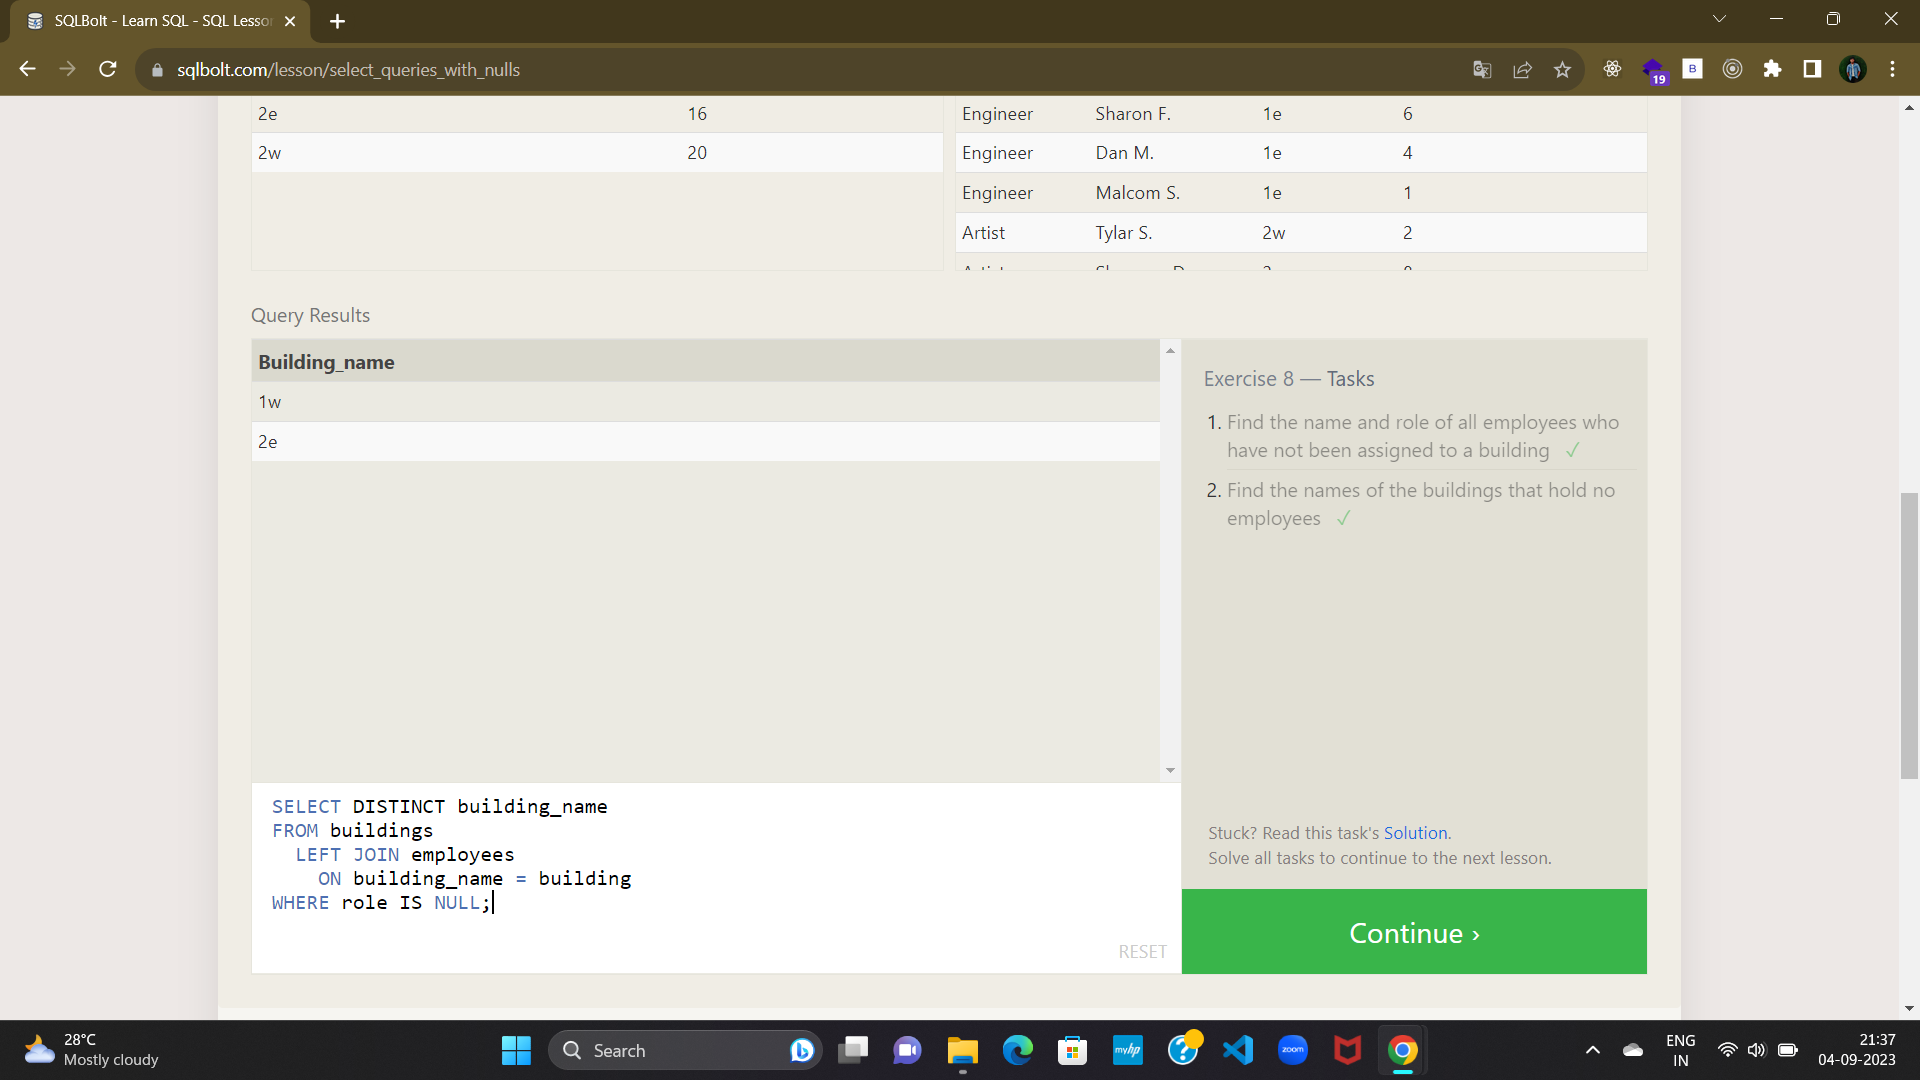 SQLBolt - Learn SQL - SQL Lesson
sqlbolt.com/lesson/select_queries_with_nulls
19
B
2e 16
2w 20
Engineer Sharon F. 1e 6
Engineer Dan M. 1e 4
Engineer Malcom S. 1e 1
Artist Tylar S. 2w 2
Query Results
Building_name
1w
2e
Exercise 8 — Tasks
1. Find the name and role of all employees who
have not been assigned to a building ✓
2. Find the names of the buildings that hold no
employees ✓
SELECT DISTINCT building_name
FROM buildings
LEFT JOIN employees
ON building_name = building
WHERE role IS NULL;
RESET
Stuck? Read this task's Solution.
Solve all tasks to continue to the next lesson.
Continue ›
28°C
Mostly cloudy
Search
myhp
zoom
ENG
IN
21:37
04-09-2023